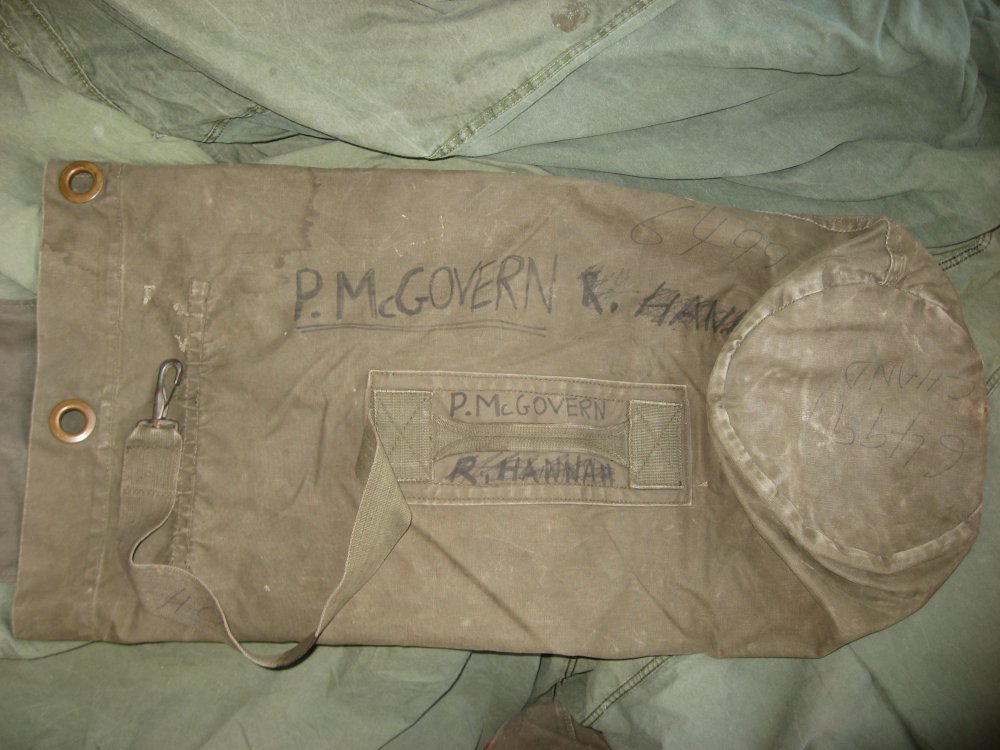 6499
P. McGOVERN R. HANN
P. McGOVERN
R. HANNAH
6499